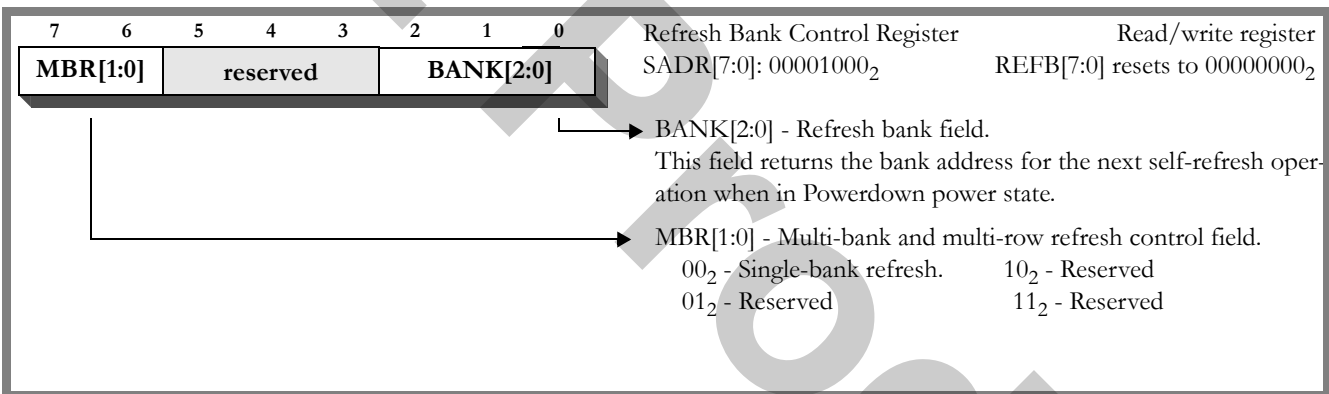 7 6 5 4 3 2 1 0
MBR[1:0] reserved BANK[2:0]
Refresh Bank Control Register Read/write register
SADR[7:0]: 00001000₂ REFB[7:0] resets to 00000000₂
BANK[2:0] - Refresh bank field.
This field returns the bank address for the next self-refresh oper-
ation when in Powerdown power state.
MBR[1:0] - Multi-bank and multi-row refresh control field.
00₂ - Single-bank refresh. 10₂ - Reserved
01₂ - Reserved 11₂ - Reserved